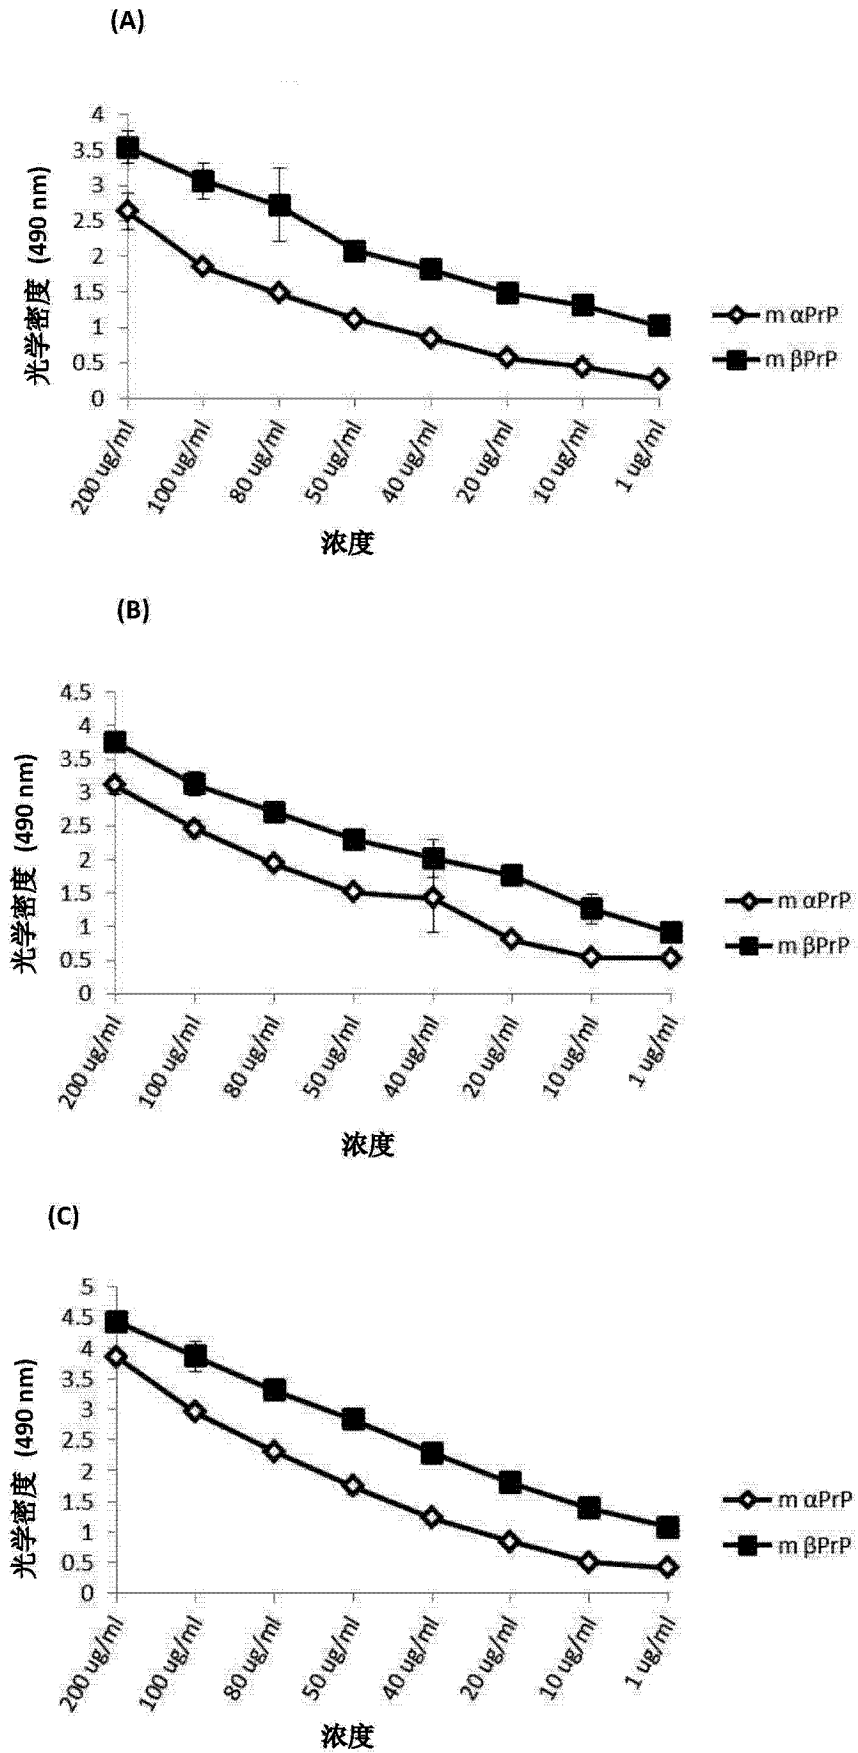 (A)
光学密度 (490 nm)
4
3.5
3
2.5
2
1.5
1
0.5
0
200 ug/ml
100 ug/ml
80 ug/ml
50 ug/ml
40 ug/ml
20 ug/ml
10 ug/ml
1 ug/ml
浓度
m αPrP
m βPrP
(B)
光学密度 (490 nm)
4.5
4
3.5
3
2.5
2
1.5
1
0.5
0
200 ug/ml
100 ug/ml
80 ug/ml
50 ug/ml
40 ug/ml
20 ug/ml
10 ug/ml
1 ug/ml
浓度
m αPrP
m βPrP
(C)
光学密度 (490 nm)
5
4.5
4
3.5
3
2.5
2
1.5
1
0.5
0
200 ug/ml
100 ug/ml
80 ug/ml
50 ug/ml
40 ug/ml
20 ug/ml
10 ug/ml
1 ug/ml
浓度
m αPrP
m βPrP